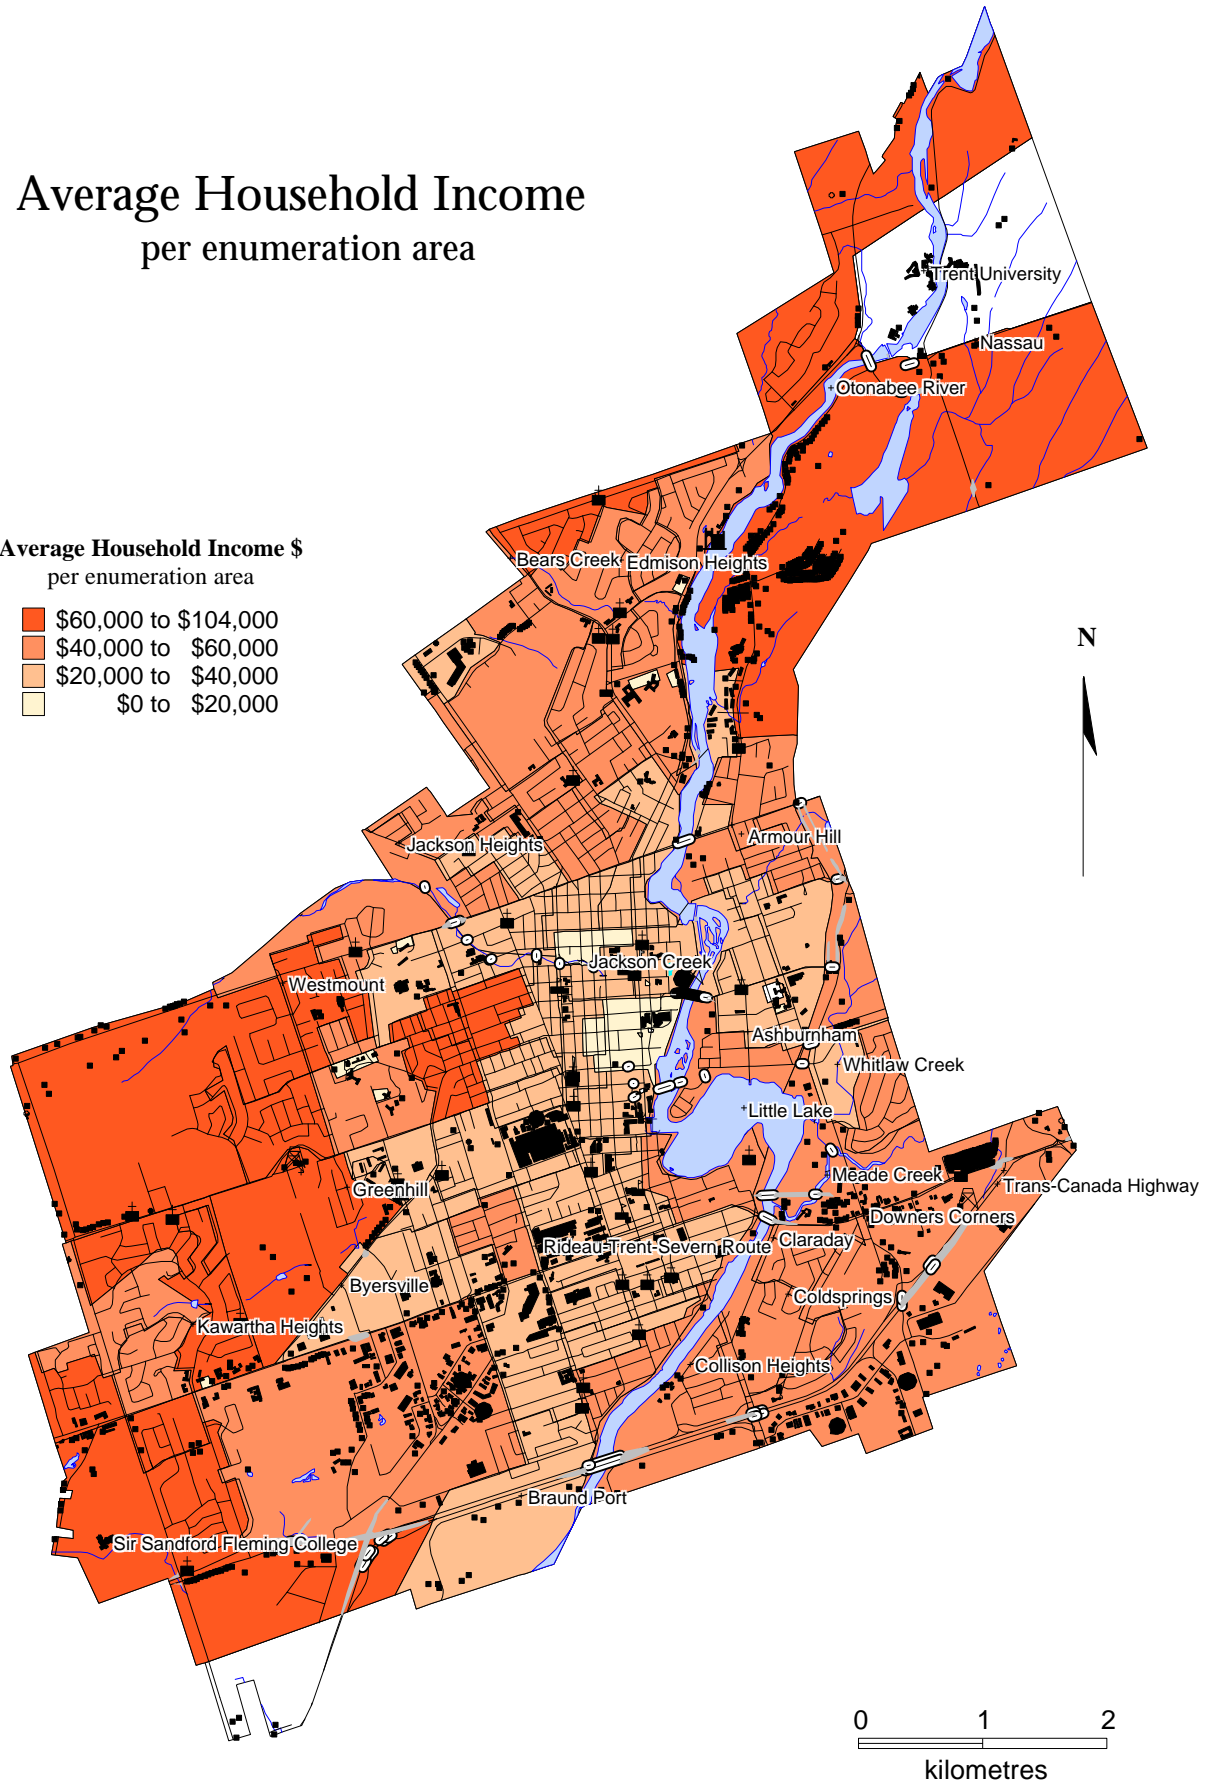 Average Household Income
per enumeration area
Trent University
Nassau
Otonabee River
Average Household Income $
per enumeration area
$60,000 to $104,000
$40,000 to $60,000
$20,000 to $40,000
$0 to $20,000
Bears Creek
Edmison Heights
N
Armour Hill
Jackson Heights
Jackson Creek
Westmount
Ashburnham
Whitlaw Creek
Little Lake
Meade Creek
Trans-Canada Highway
Greenhill
Downers Corners
Claraday
Rideau-Trent-Severn Route
Byersville
Coldsprings
Kawartha Heights
Collison Heights
Braund Port
Sir Sandford Fleming College
0 1 2
kilometres